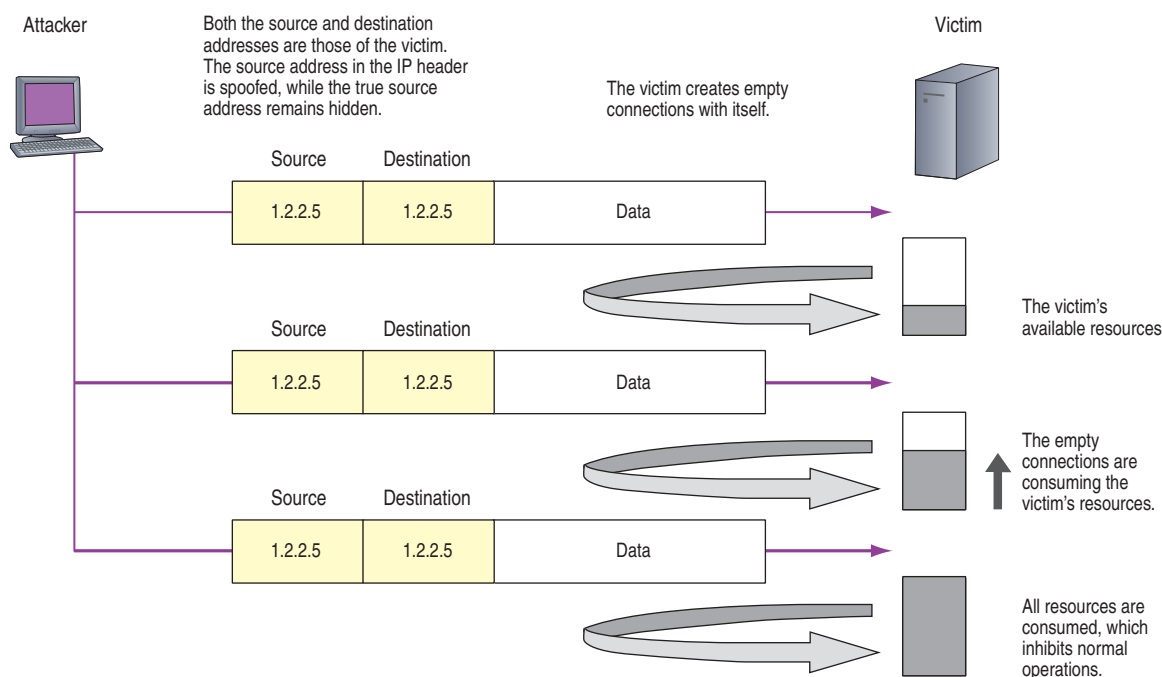 Attacker
Both the source and destination
addresses are those of the victim.
The source address in the IP header
is spoofed, while the true source
address remains hidden.
The victim creates empty
connections with itself.
Victim
Source Destination
1.2.2.5 1.2.2.5 Data
The victim's
available resources
Source Destination
1.2.2.5 1.2.2.5 Data
The empty
connections are
consuming the
victim's resources.
Source Destination
1.2.2.5 1.2.2.5 Data
All resources are
consumed, which
inhibits normal
operations.